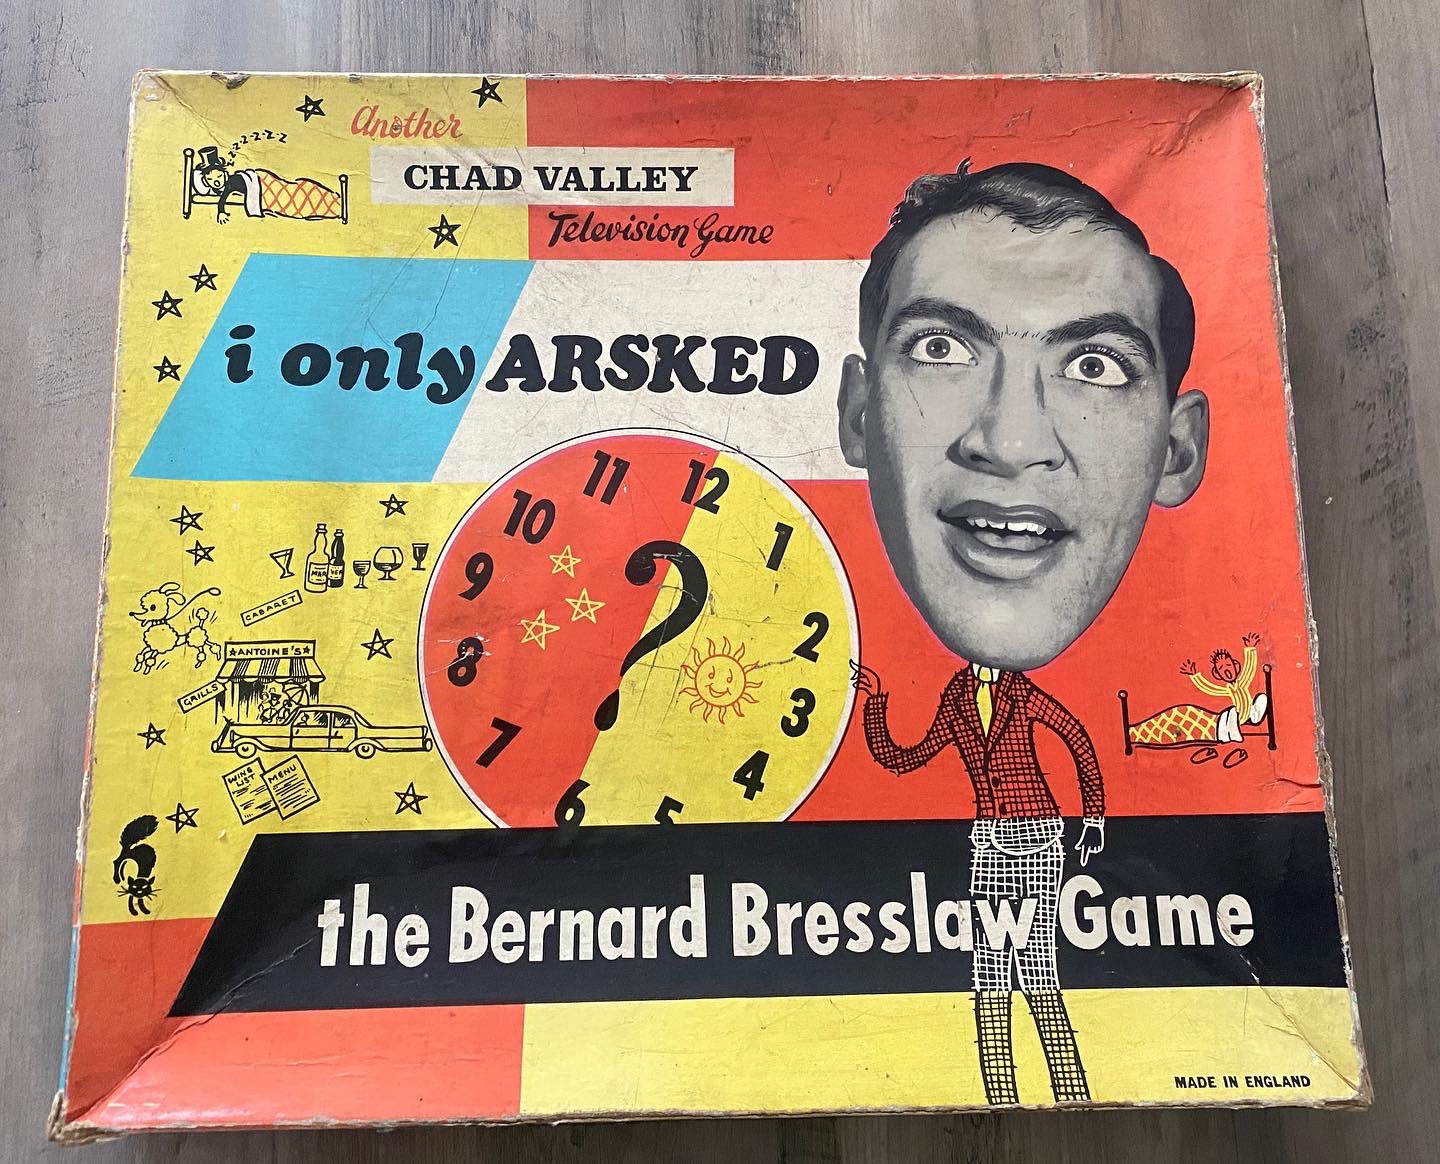 Another
CHAD VALLEY
Television Game
Z-Z-Z-Z-Z-Z-Z
i only ARSKED
11 12
10 1
9
8 2
3
7 4
6 5
CABARET
ANTOINE'S
GRILLS
WINE LIST
MENU
the Bernard Bresslaw Game
MADE IN ENGLAND